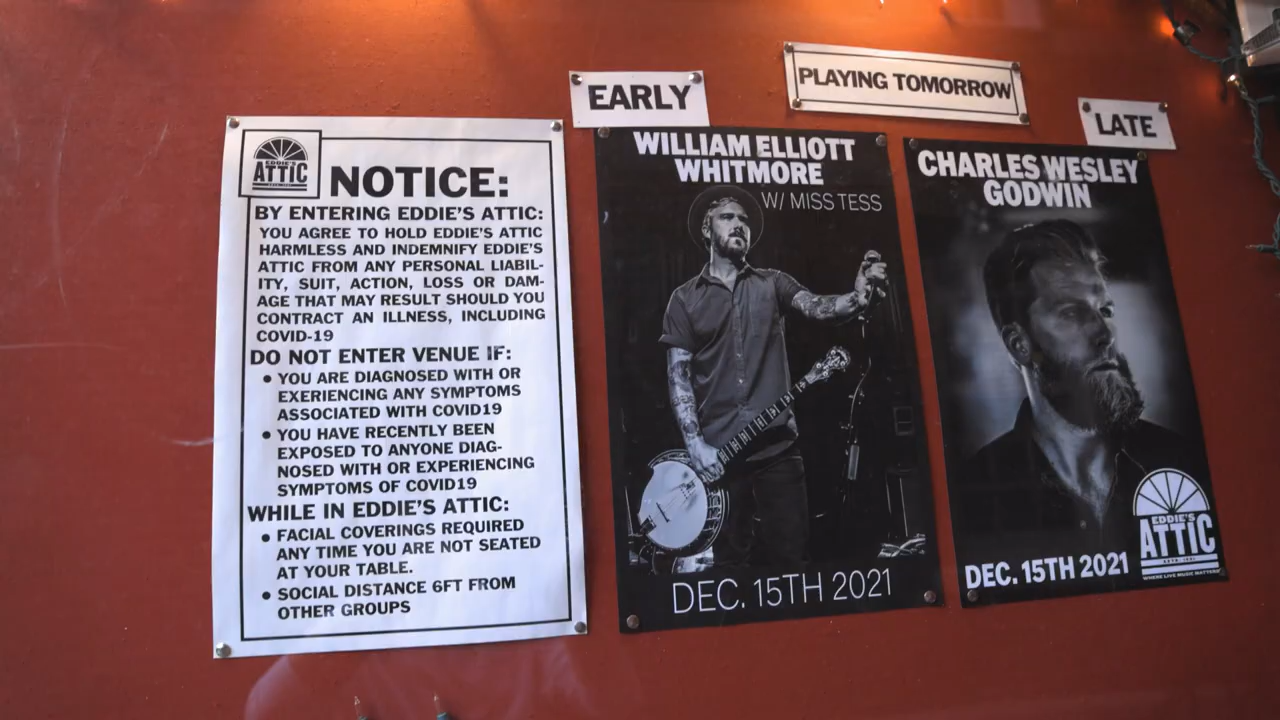 EDDIE'S
ATTIC
NOTICE:
BY ENTERING EDDIE'S ATTIC:
YOU AGREE TO HOLD EDDIE'S ATTIC
HARMLESS AND INDEMNIFY EDDIE'S
ATTIC FROM ANY PERSONAL LIABIL-
ITY, SUIT, ACTION, LOSS OR DAM-
AGE THAT MAY RESULT SHOULD YOU
CONTRACT AN ILLNESS, INCLUDING
COVID-19
DO NOT ENTER VENUE IF:
• YOU ARE DIAGNOSED WITH OR
EXERIENCING ANY SYMPTOMS
ASSOCIATED WITH COVID19
• YOU HAVE RECENTLY BEEN
EXPOSED TO ANYONE DIAG-
NOSED WITH OR EXPERIENCING
SYMPTOMS OF COVID19
WHILE IN EDDIE'S ATTIC:
• FACIAL COVERINGS REQUIRED
ANY TIME YOU ARE NOT SEATED
AT YOUR TABLE.
• SOCIAL DISTANCE 6FT FROM
OTHER GROUPS
PLAYING TOMORROW
EARLY
WILLIAM ELLIOTT
WHITMORE
W/ MISS TESS
DEC. 15TH 2021
LATE
CHARLES WESLEY
GODWIN
DEC. 15TH 2021
EDDIE'S
ATTIC
WHERE LIVE MUSIC MATTERS